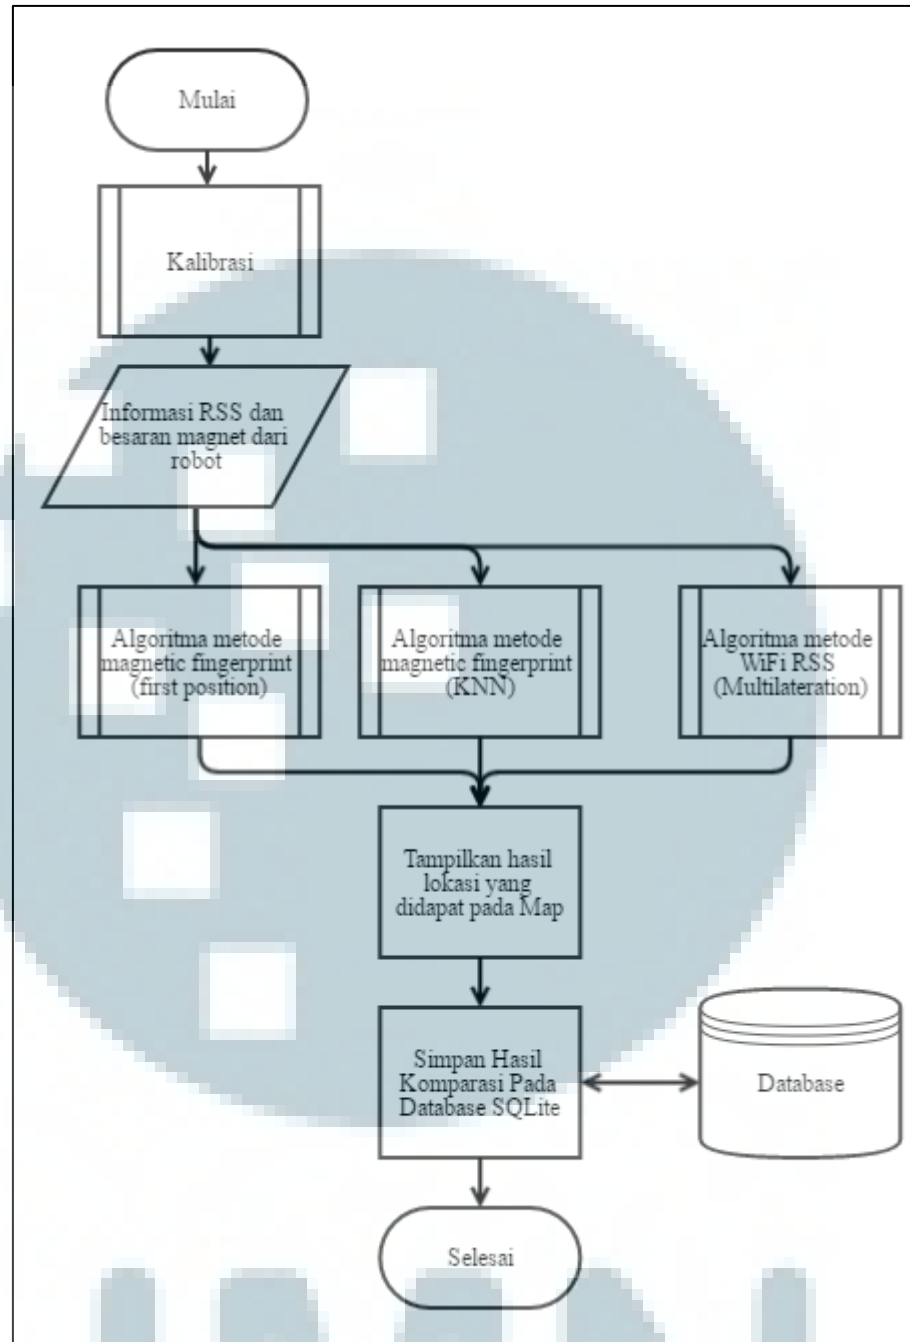 Mulai
Kalibrasi
Informasi RSS dan
besaran magnet dari
robot
Algoritma metode
magnetic fingerprint
(first position)
Algoritma metode
magnetic fingerprint
(KNN)
Algoritma metode
WiFi RSS
(Multilateration)
Tampilkan hasil
lokasi yang
didapat pada Map
Simpan Hasil
Komparasi Pada
Database SQLite
Database
Selesai